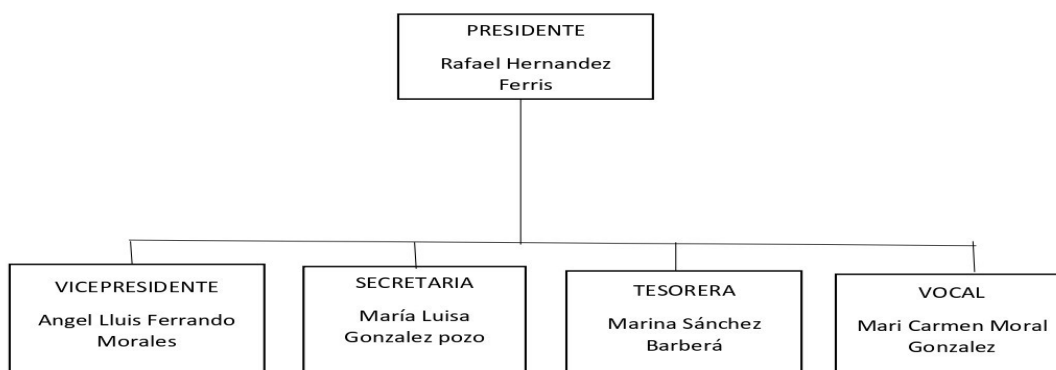 PRESIDENTE
Rafael Hernandez
Ferris
VICEPRESIDENTE
Angel Lluis Ferrando
Morales
SECRETARIA
María Luisa
Gonzalez pozo
TESORERA
Marina Sánchez
Barberá
VOCAL
Mari Carmen Moral
Gonzalez